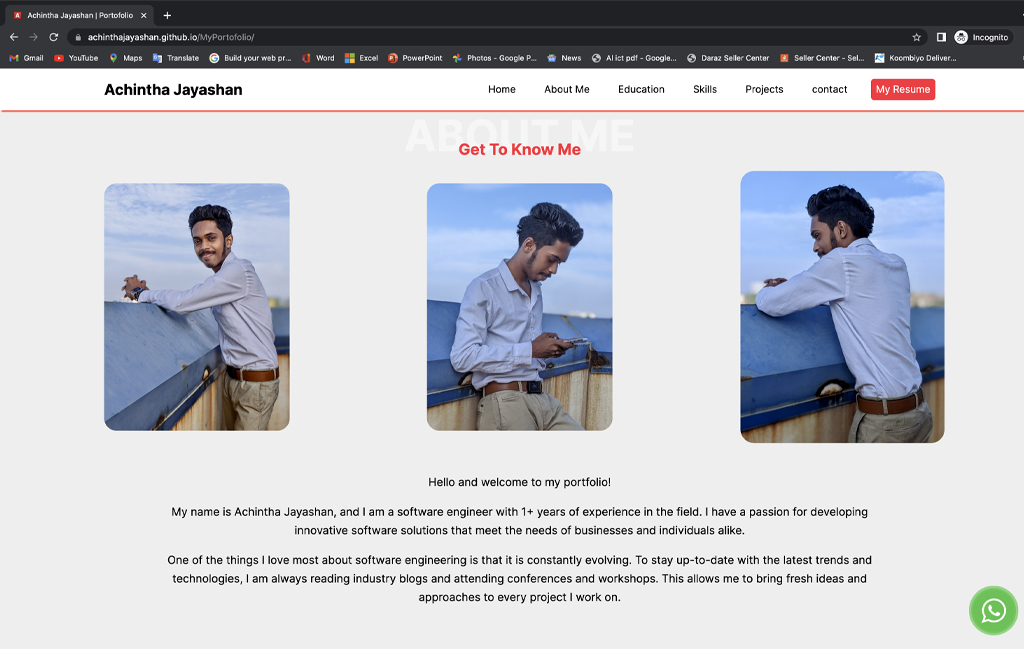 Achintha Jayashan | Portofolio
achinthajayashan.github.io/MyPortofolio/
Incognito
Gmail YouTube Maps Translate Build your web pr... Word Excel PowerPoint Photos - Google P... News AI ict pdf - Google... Daraz Seller Center Seller Center - Sel... Koombiyo Deliver...
Achintha Jayashan Home About Me Education Skills Projects contact My Resume
ABOUT ME
Get To Know Me
Hello and welcome to my portfolio!
My name is Achintha Jayashan, and I am a software engineer with 1+ years of experience in the field. I have a passion for developing
innovative software solutions that meet the needs of businesses and individuals alike.
One of the things I love most about software engineering is that it is constantly evolving. To stay up-to-date with the latest trends and
technologies, I am always reading industry blogs and attending conferences and workshops. This allows me to bring fresh ideas and
approaches to every project I work on.